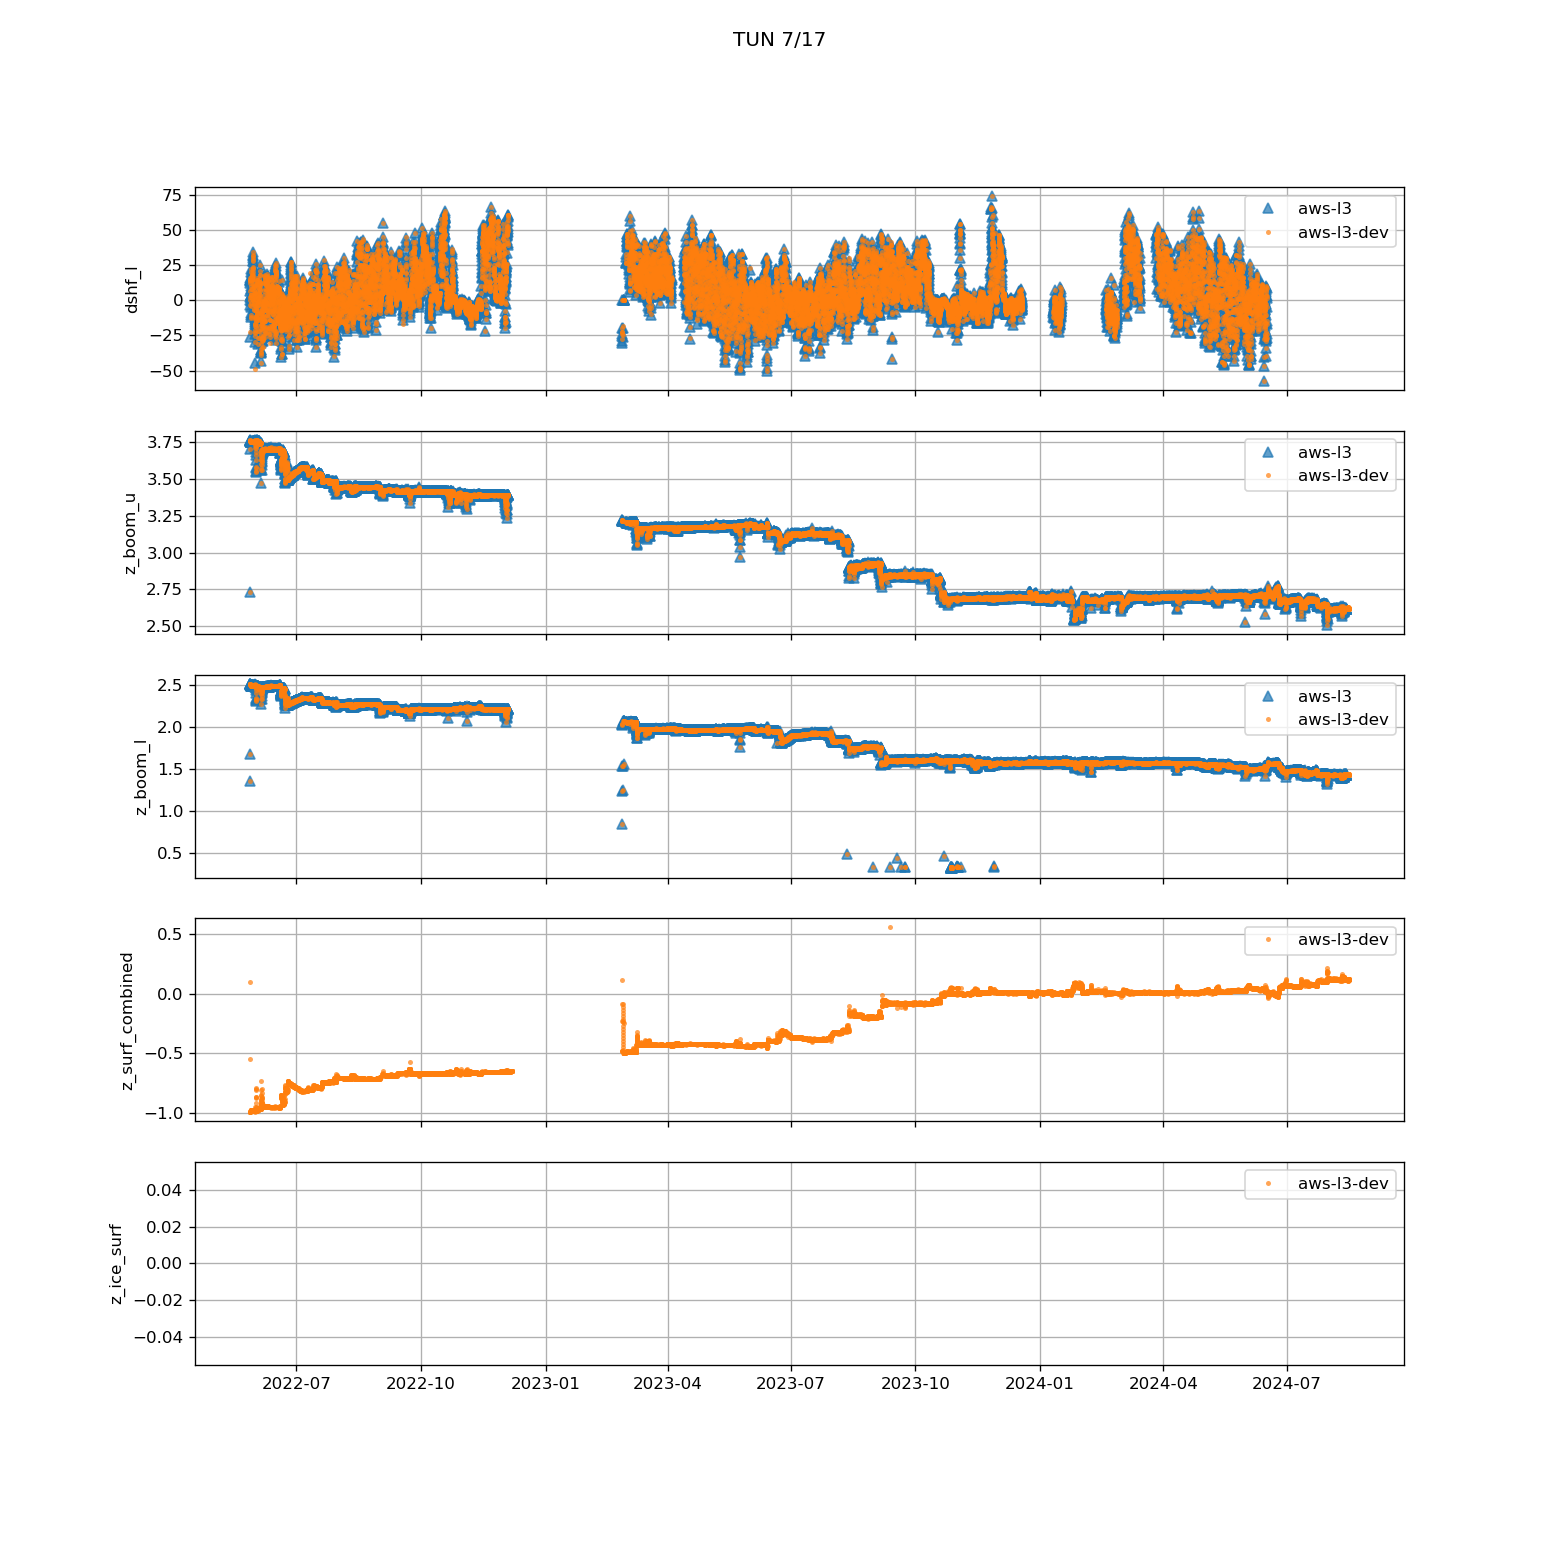 TUN 7/17
75
50
25
0
−25
−50
dshf_l
aws-l3
aws-l3-dev
3.75
3.50
3.25
3.00
2.75
2.50
z_boom_u
aws-l3
aws-l3-dev
2.5
2.0
1.5
1.0
0.5
z_boom_l
aws-l3
aws-l3-dev
0.5
0.0
−0.5
−1.0
z_surf_combined
aws-l3-dev
0.04
0.02
0.00
−0.02
−0.04
z_ice_surf
aws-l3-dev
2022-07 2022-10 2023-01 2023-04 2023-07 2023-10 2024-01 2024-04 2024-07